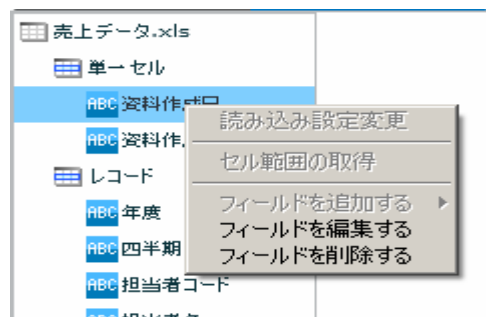 売上データ.xls
単一セル
ABC 資料作成日
読み込み設定変更
ABC 資料作
セル範囲の取得
レコード
フィールドを追加する
ABC 年度
フィールドを編集する
ABC 四半期
フィールドを削除する
ABC 担当者コード